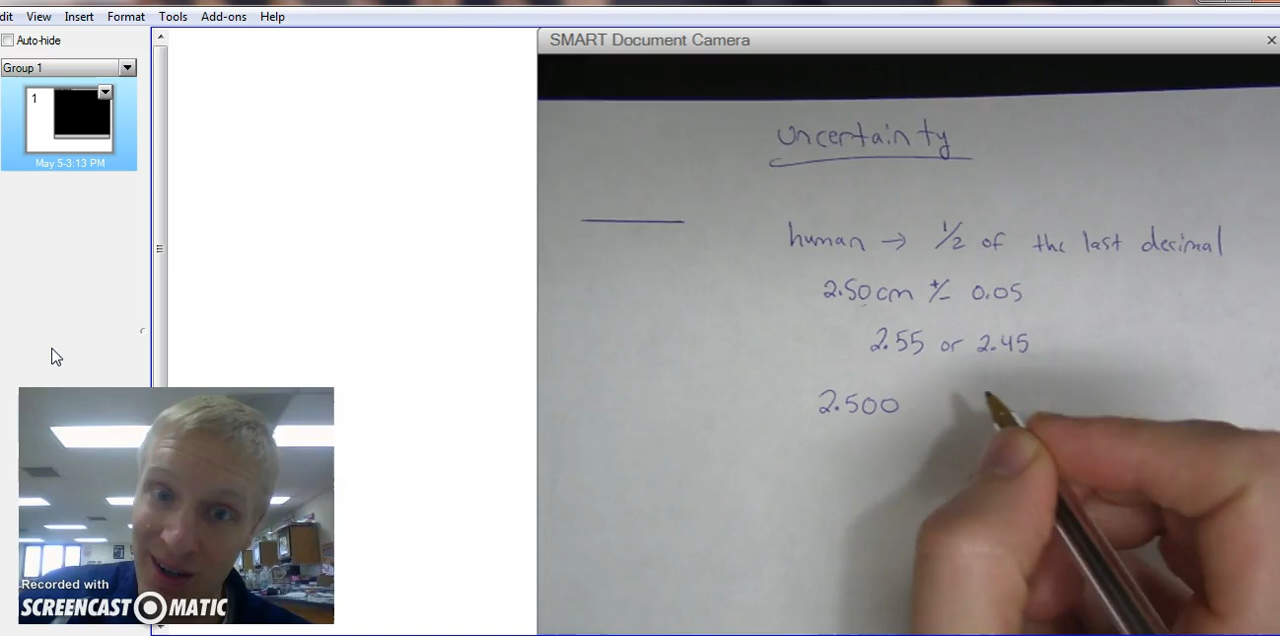 dit View Insert Format Tools Add-ons Help
Auto-hide
Group 1
1
May 5-3:13 PM
SMART Document Camera
Uncertainty
human → 1/2 of the last decimal
2.50cm +/- 0.05
2.55 or 2.45
2.500
Recorded with
SCREENCAST O MATIC